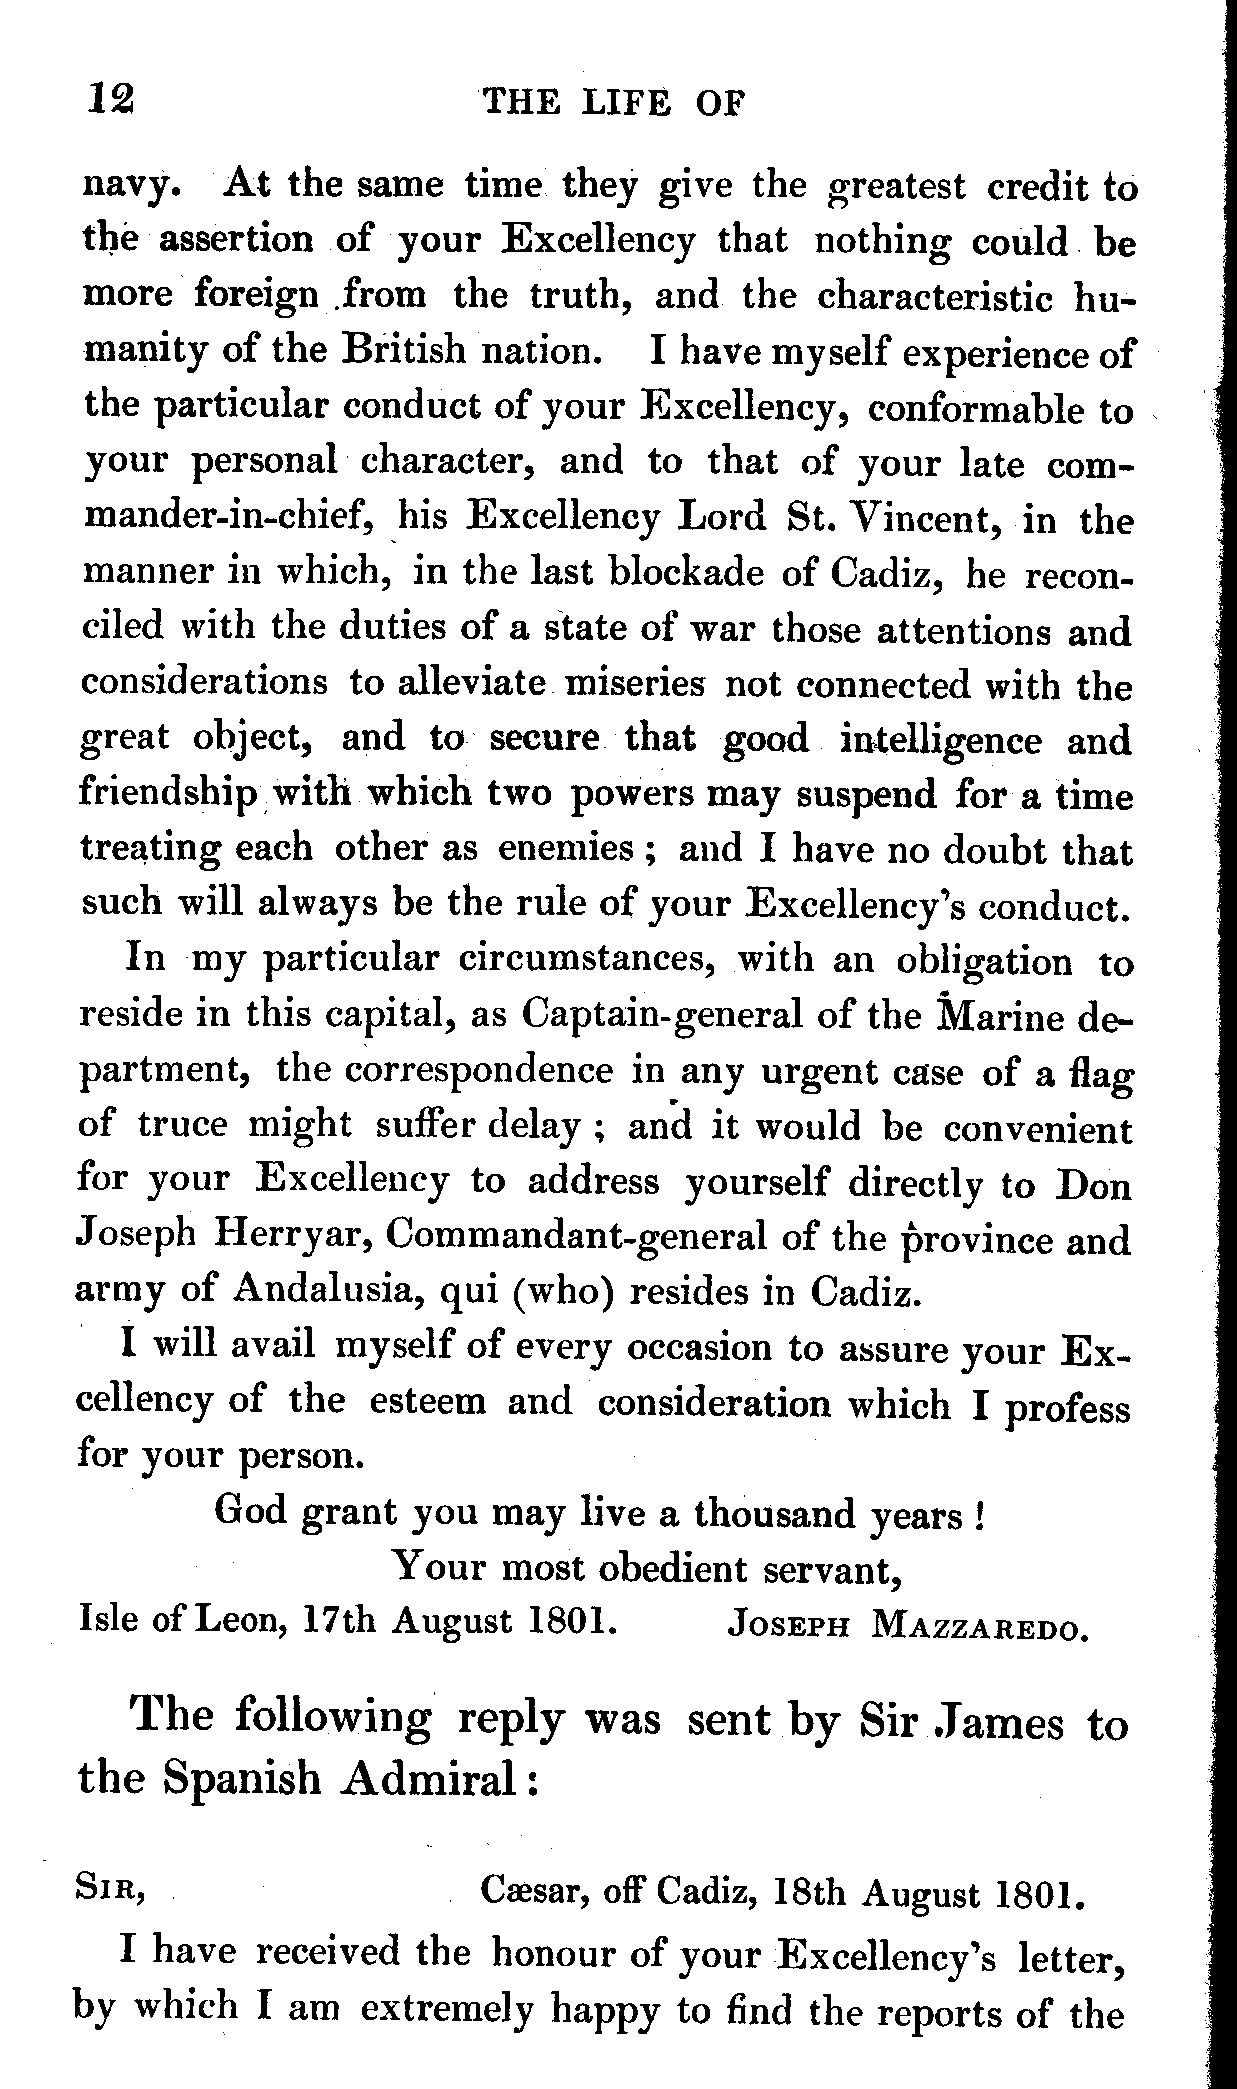 12 THE LIFE OF
navy. At the same time they give the greatest credit to
the assertion of your Excellency that nothing could be
more foreign from the truth, and the characteristic hu-
manity of the British nation. I have myself experience of
the particular conduct of your Excellency, conformable to
your personal character, and to that of your late com-
mander-in-chief, his Excellency Lord St. Vincent, in the
manner in which, in the last blockade of Cadiz, he recon-
ciled with the duties of a state of war those attentions and
considerations to alleviate miseries not connected with the
great object, and to secure that good intelligence and
friendship with which two powers may suspend for a time
treating each other as enemies ; and I have no doubt that
such will always be the rule of your Excellency's conduct.
In my particular circumstances, with an obligation to
reside in this capital, as Captain-general of the Marine de-
partment, the correspondence in any urgent case of a flag
of truce might suffer delay ; and it would be convenient
for your Excellency to address yourself directly to Don
Joseph Herryar, Commandant-general of the province and
army of Andalusia, qui (who) resides in Cadiz.
I will avail myself of every occasion to assure your Ex-
cellency of the esteem and consideration which I profess
for your person.
God grant you may live a thousand years !
Your most obedient servant,
Isle of Leon, 17th August 1801. JOSEPH MAZZAREDO.
The following reply was sent by Sir James to
the Spanish Admiral :
SIR, Cæsar, off Cadiz, 18th August 1801.
I have received the honour of your Excellency's letter,
by which I am extremely happy to find the reports of the